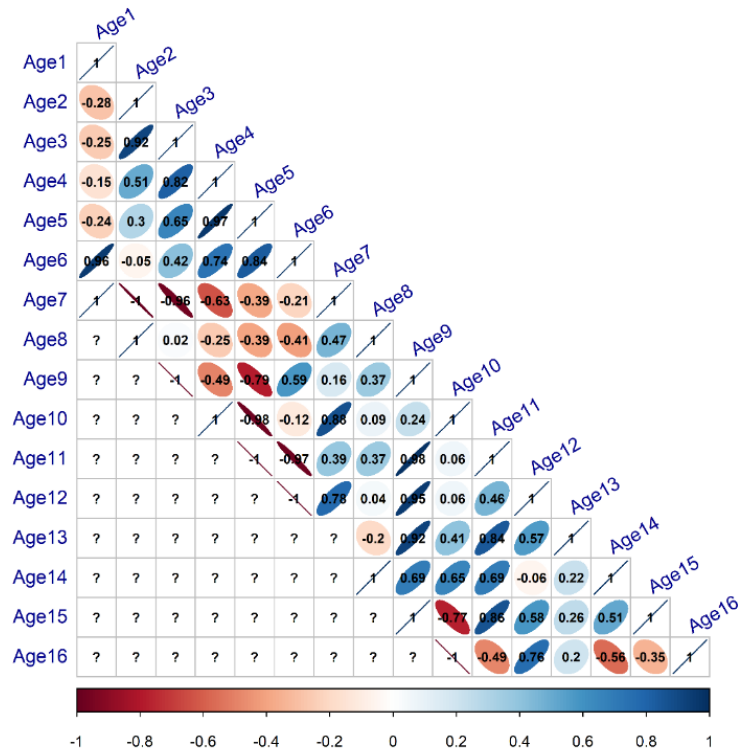 Age1
Age1 1 Age2
Age2 -0.28 1 Age3
Age3 -0.25 0.92 1 Age4
Age4 -0.15 0.51 0.82 1 Age5
Age5 -0.24 0.3 0.65 0.97 1 Age6
Age6 0.96 -0.05 0.42 0.74 0.84 1 Age7
Age7 1 -1 -0.96 -0.63 -0.39 -0.21 1 Age8
Age8 ? 1 0.02 -0.25 -0.39 -0.41 0.47 1 Age9
Age9 ? ? -1 -0.49 -0.79 0.59 0.16 0.37 1 Age10
Age10 ? ? ? 1 -0.98 -0.12 0.88 0.09 0.24 1 Age11
Age11 ? ? ? ? -1 -0.97 0.39 0.37 0.98 0.06 1 Age12
Age12 ? ? ? ? ? -1 0.78 0.04 0.95 0.06 0.46 1 Age13
Age13 ? ? ? ? ? ? ? -0.2 0.92 0.41 0.84 0.57 1 Age14
Age14 ? ? ? ? ? ? ? 1 0.69 0.65 0.69 -0.06 0.22 1 Age15
Age15 ? ? ? ? ? ? ? ? 1 -0.77 0.86 0.58 0.26 0.51 1 Age16
Age16 ? ? ? ? ? ? ? ? ? -1 -0.49 0.76 0.2 -0.56 -0.35 1
-1 -0.8 -0.6 -0.4 -0.2 0 0.2 0.4 0.6 0.8 1